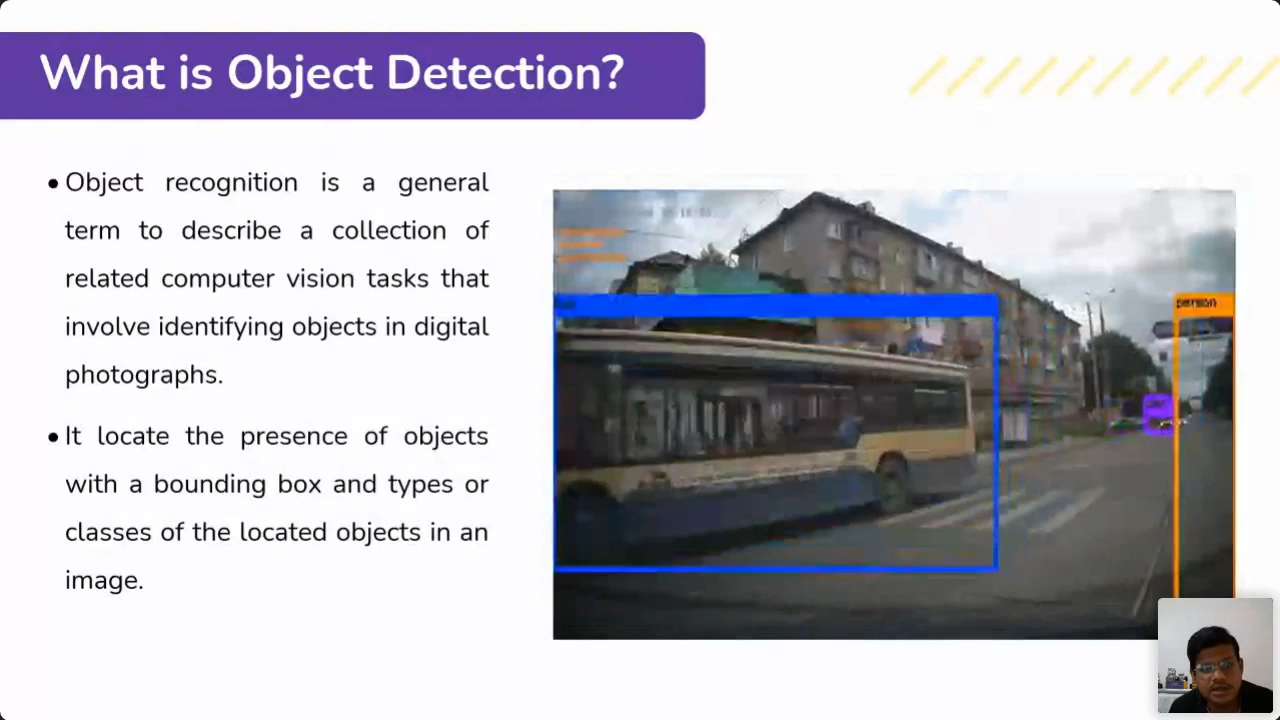 What is Object Detection?
• Object recognition is a general
term to describe a collection of
related computer vision tasks that
involve identifying objects in digital
photographs.
• It locate the presence of objects
with a bounding box and types or
classes of the located objects in an
image.
person